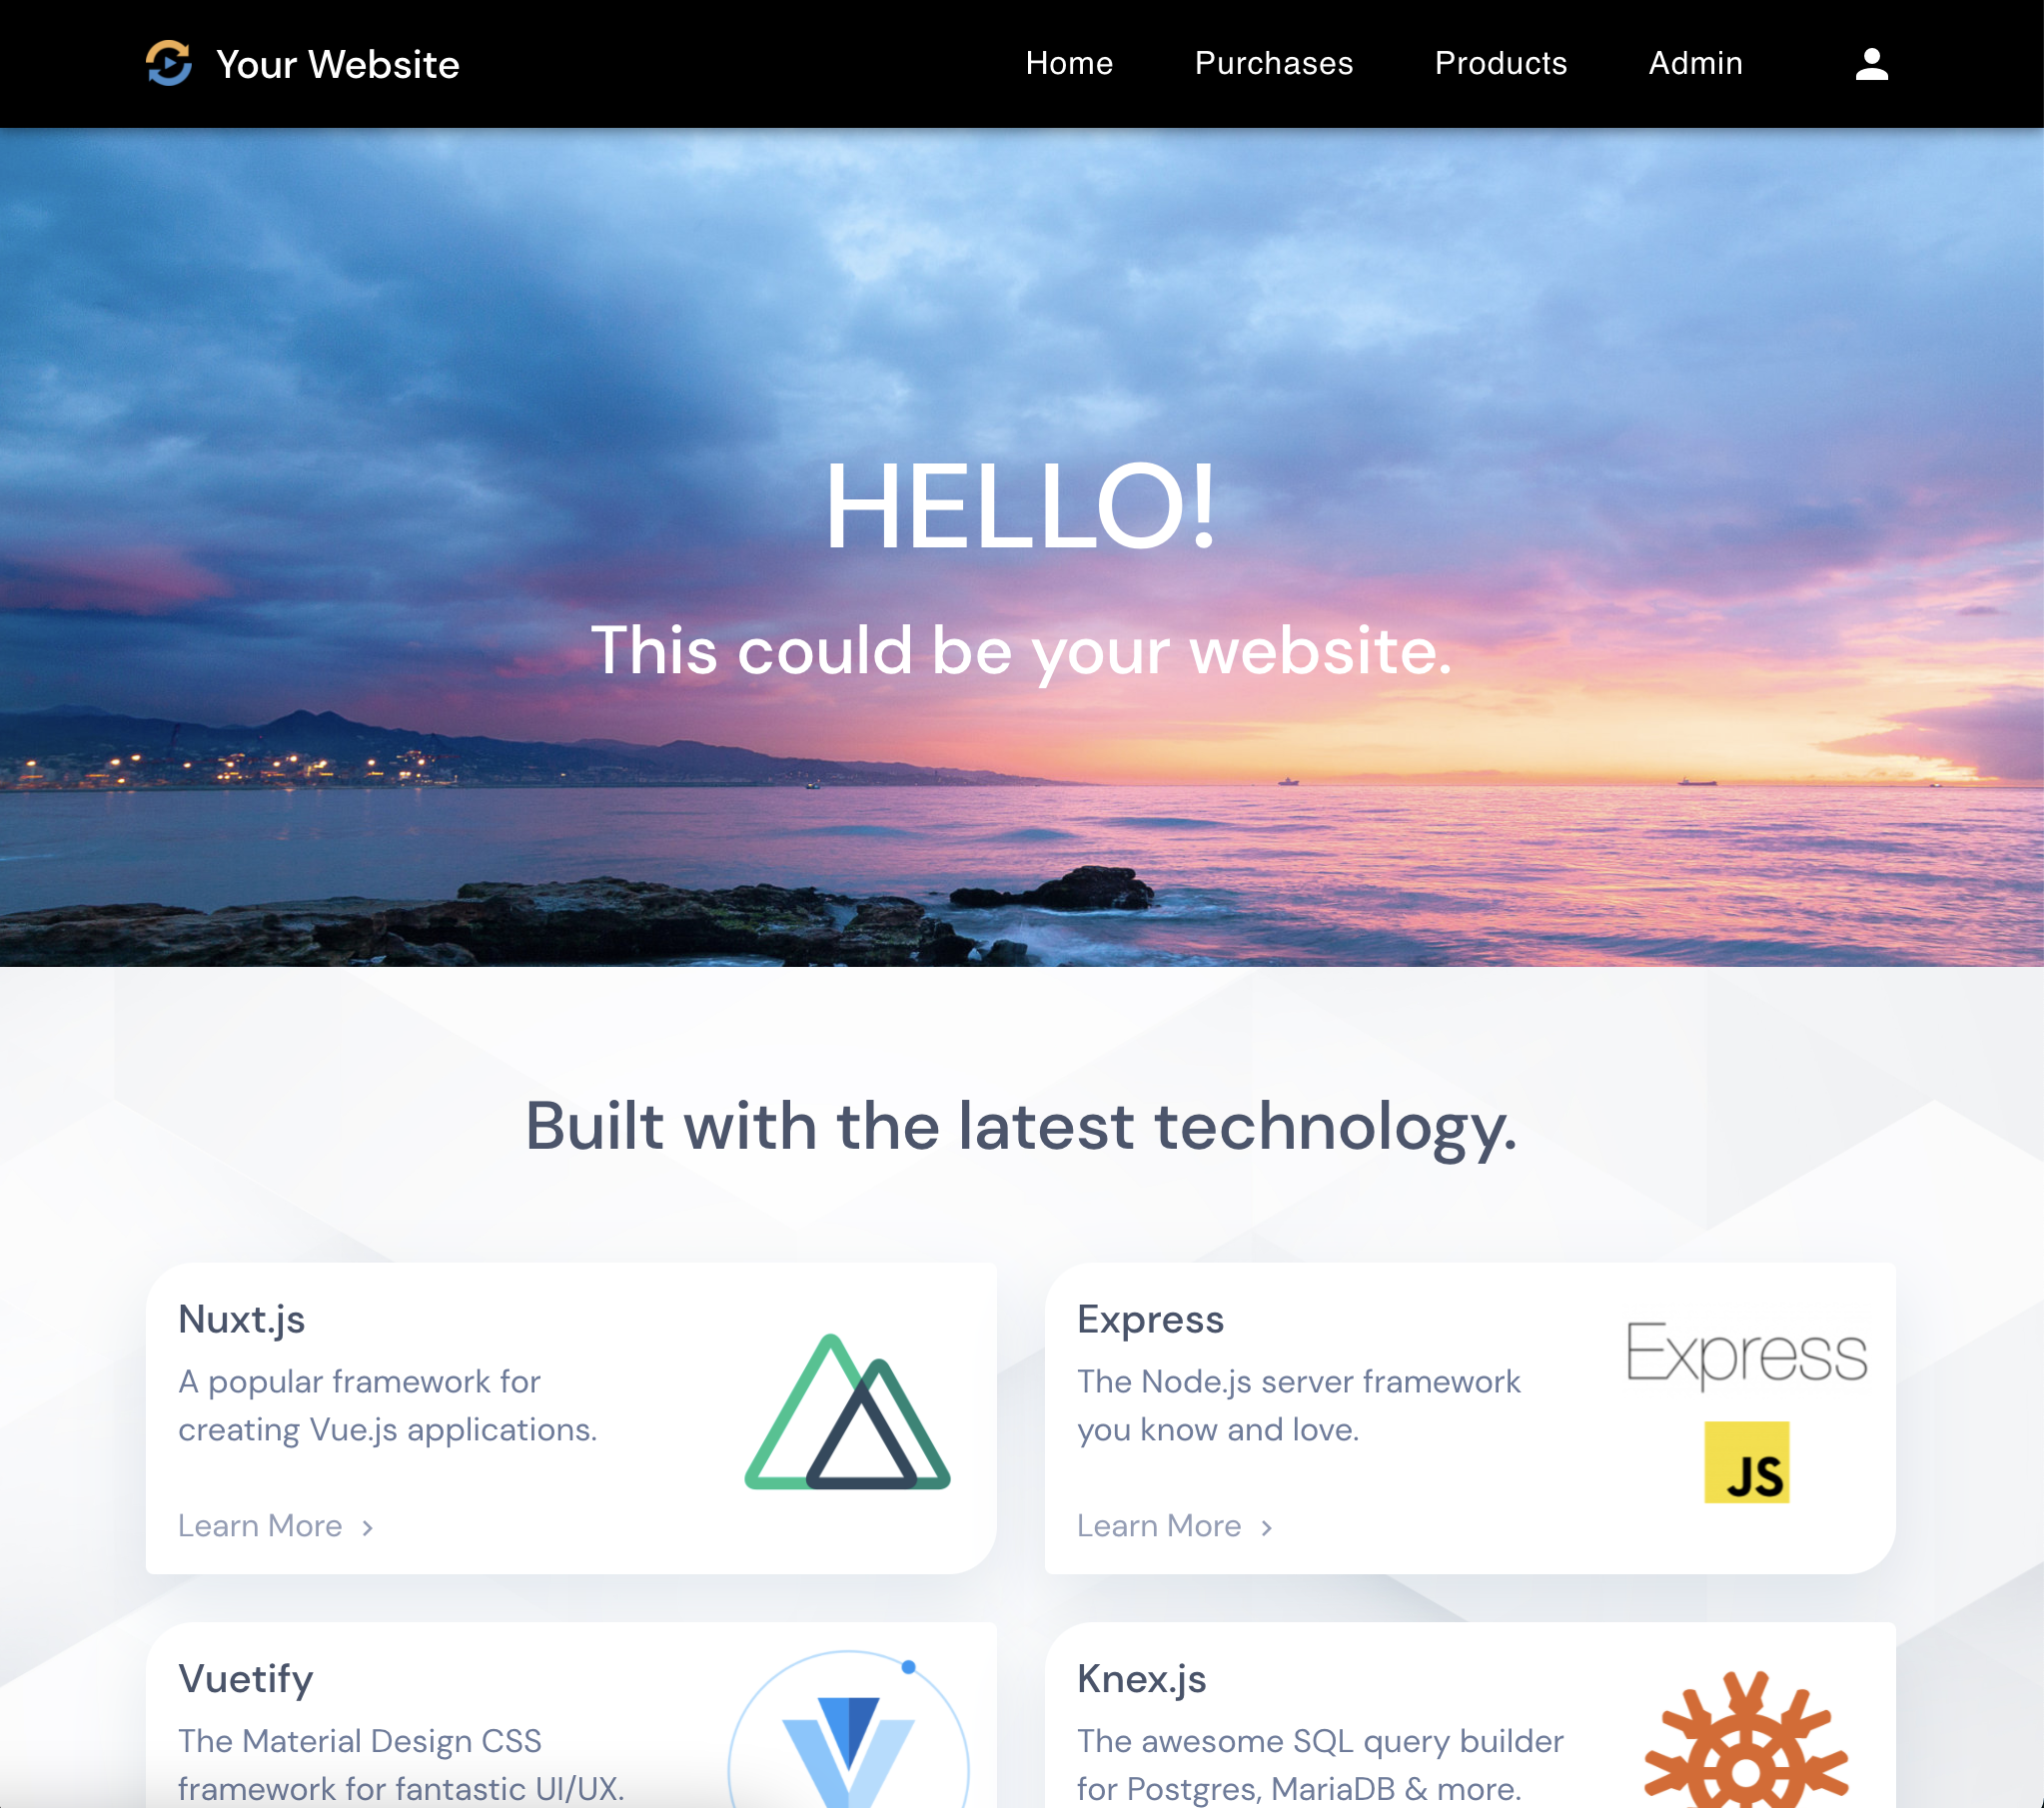 Your Website
Home Purchases Products Admin
HELLO!
This could be your website.
Built with the latest technology.
Nuxt.js
A popular framework for
creating Vue.js applications.
Learn More
Express
The Node.js server framework
you know and love.
Learn More
Express
JS
Vuetify
The Material Design CSS
framework for fantastic UI/UX.
Knex.js
The awesome SQL query builder
for Postgres, MariaDB & more.